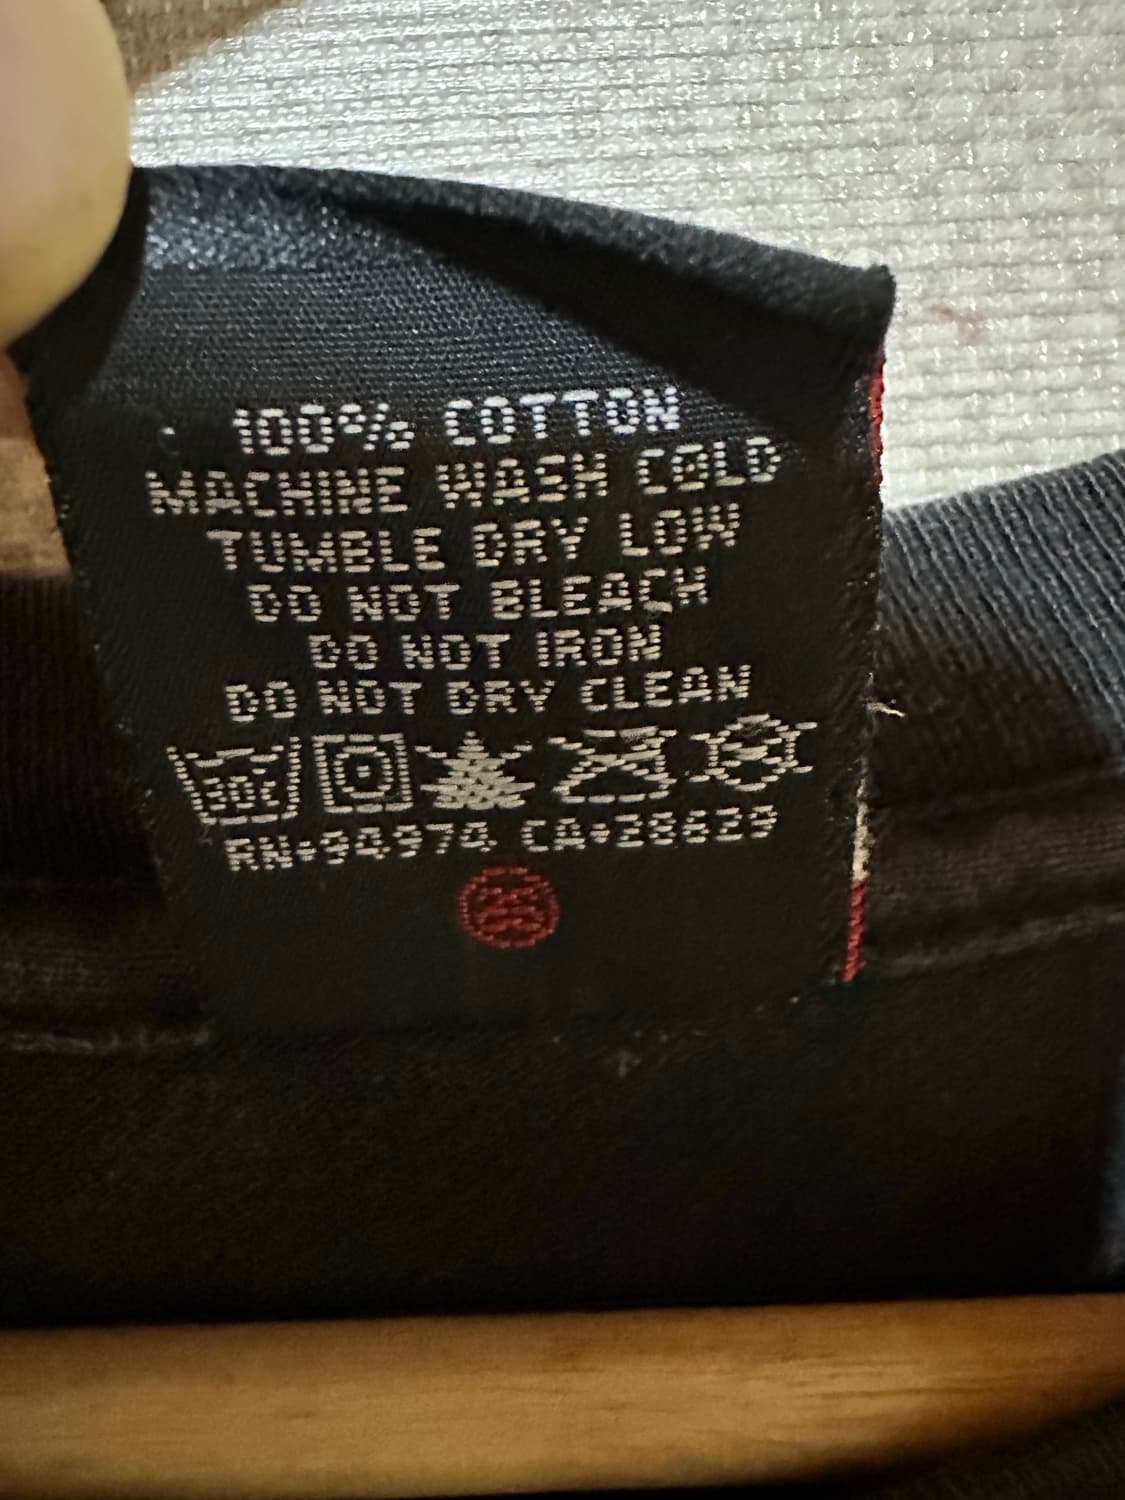 100% COTTON
MACHINE WASH COLD
TUMBLE DRY LOW
DO NOT BLEACH
DO NOT IRON
DO NOT DRY CLEAN
30C
RN•94974 CA•28629